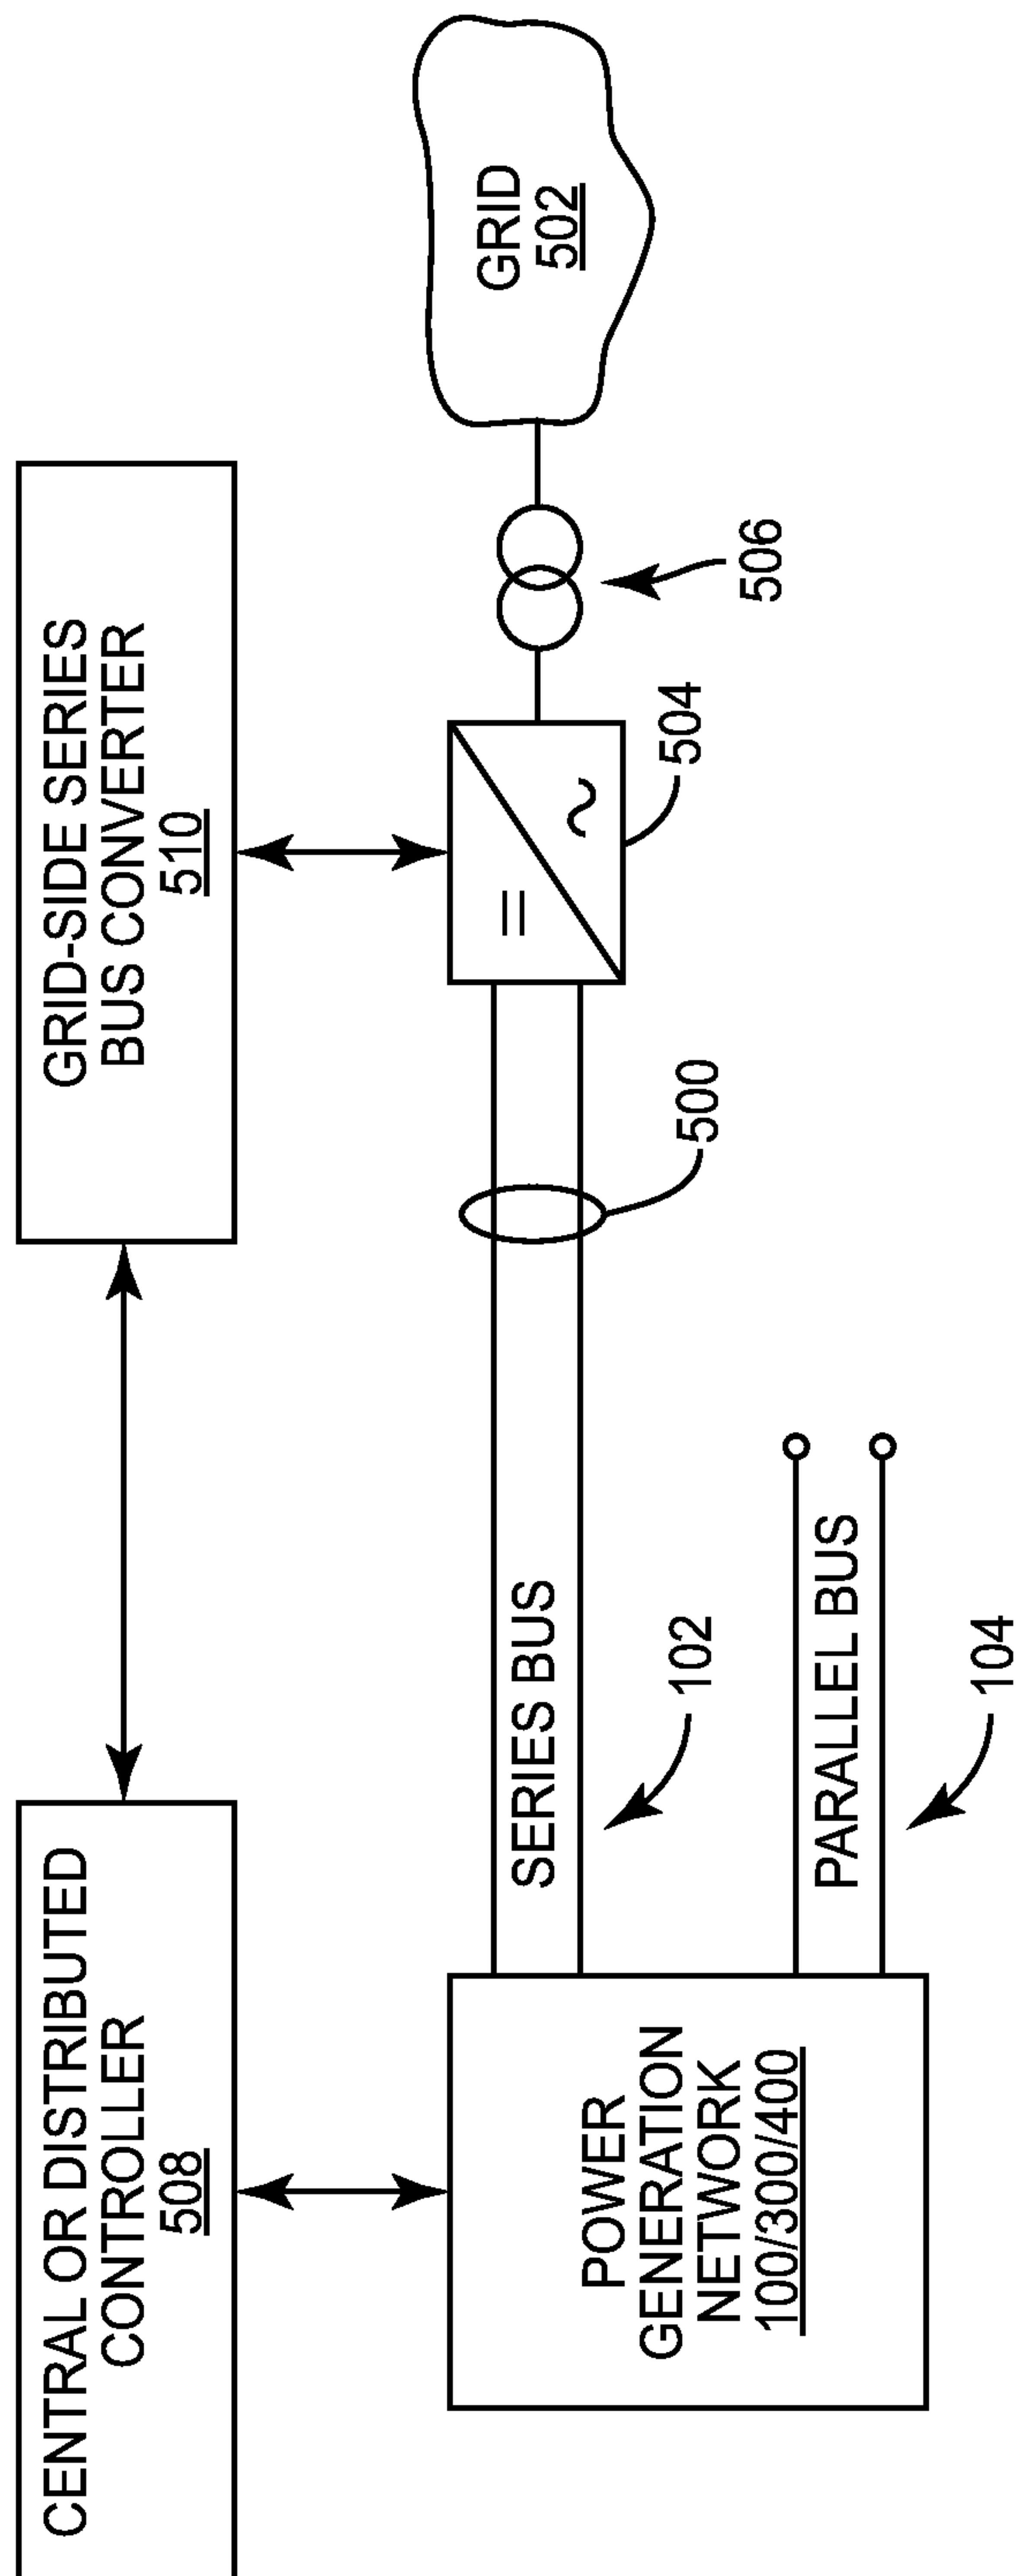 CENTRAL OR DISTRIBUTED
CONTROLLER
508
GRID-SIDE SERIES
BUS CONVERTER
510
POWER
GENERATION
NETWORK
100/300/400
SERIES BUS
102
PARALLEL BUS
104
500
=
~
504
506
GRID
502